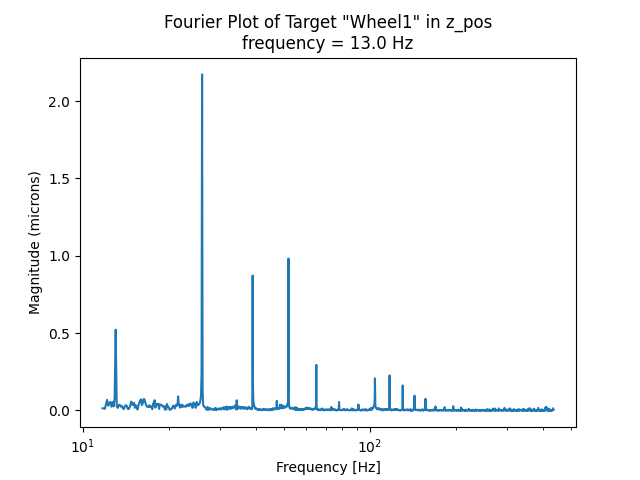 Fourier Plot of Target "Wheel1" in z_pos
frequency = 13.0 Hz
Magnitude (microns)
2.0
1.5
1.0
0.5
0.0
10¹
10²
Frequency [Hz]